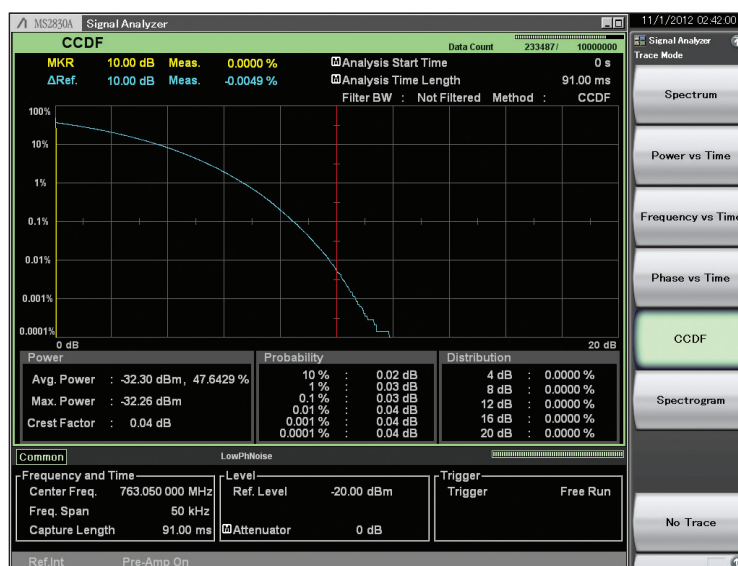 MS2830A Signal Analyzer
11/1/2012 02:42:00
CCDF
Data Count 233487/ 10000000
MKR 10.00 dB Meas. 0.0000 %
M Analysis Start Time 0 s
ΔRef. 10.00 dB Meas. -0.0049 %
M Analysis Time Length 91.00 ms
Filter BW : Not Filtered Method : CCDF
100%
10%
1%
0.1%
0.01%
0.001%
0.0001%
0 dB 20 dB
Power
Avg. Power : -32.30 dBm, 47.6429 %
Max. Power : -32.26 dBm
Crest Factor : 0.04 dB
Probability
10 % : 0.02 dB
1 % : 0.03 dB
0.1 % : 0.03 dB
0.01 % : 0.04 dB
0.001 % : 0.04 dB
0.0001 % : 0.04 dB
Distribution
4 dB : 0.0000 %
8 dB : 0.0000 %
12 dB : 0.0000 %
16 dB : 0.0000 %
20 dB : 0.0000 %
Common LowPhNoise
Frequency and Time
Center Freq. 763.050 000 MHz
Freq. Span 50 kHz
Capture Length 91.00 ms
Level
Ref. Level -20.00 dBm
M Attenuator 0 dB
Trigger
Trigger Free Run
Ref.Int Pre-Amp On
Signal Analyzer
Trace Mode
Spectrum
Power vs Time
Frequency vs Time
Phase vs Time
CCDF
Spectrogram
No Trace